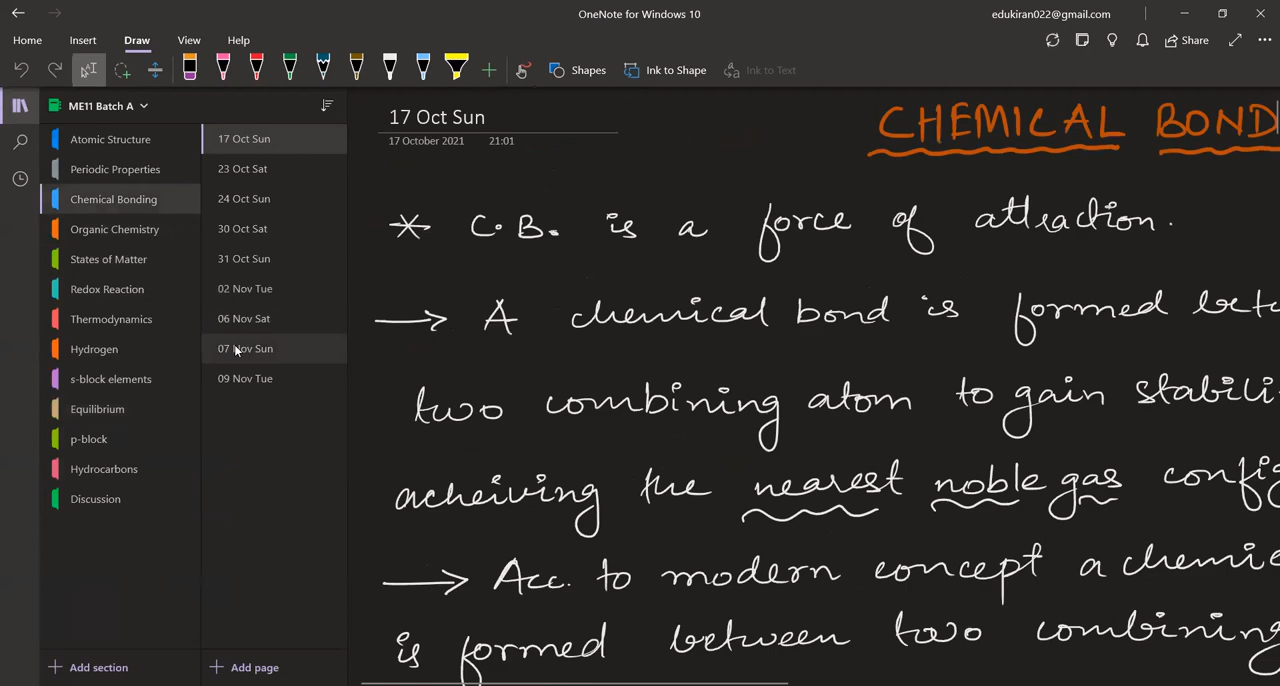 OneNote for Windows 10
edukiran022@gmail.com
Home Insert Draw View Help
Share
Shapes Ink to Shape Ink to Text
ME11 Batch A
Atomic Structure
Periodic Properties
Chemical Bonding
Organic Chemistry
States of Matter
Redox Reaction
Thermodynamics
Hydrogen
s-block elements
Equilibrium
p-block
Hydrocarbons
Discussion
Add section
17 Oct Sun
23 Oct Sat
24 Oct Sun
30 Oct Sat
31 Oct Sun
02 Nov Tue
06 Nov Sat
07 Nov Sun
09 Nov Tue
Add page
17 Oct Sun
17 October 2021 21:01
CHEMICAL BOND
* C.B. is a force of attraction.
→ A chemical bond is formed betw
two combining atom to gain stabili
acheiving the nearest noble gas config
→ Acc. to modern concept a chemic
is formed between two combining